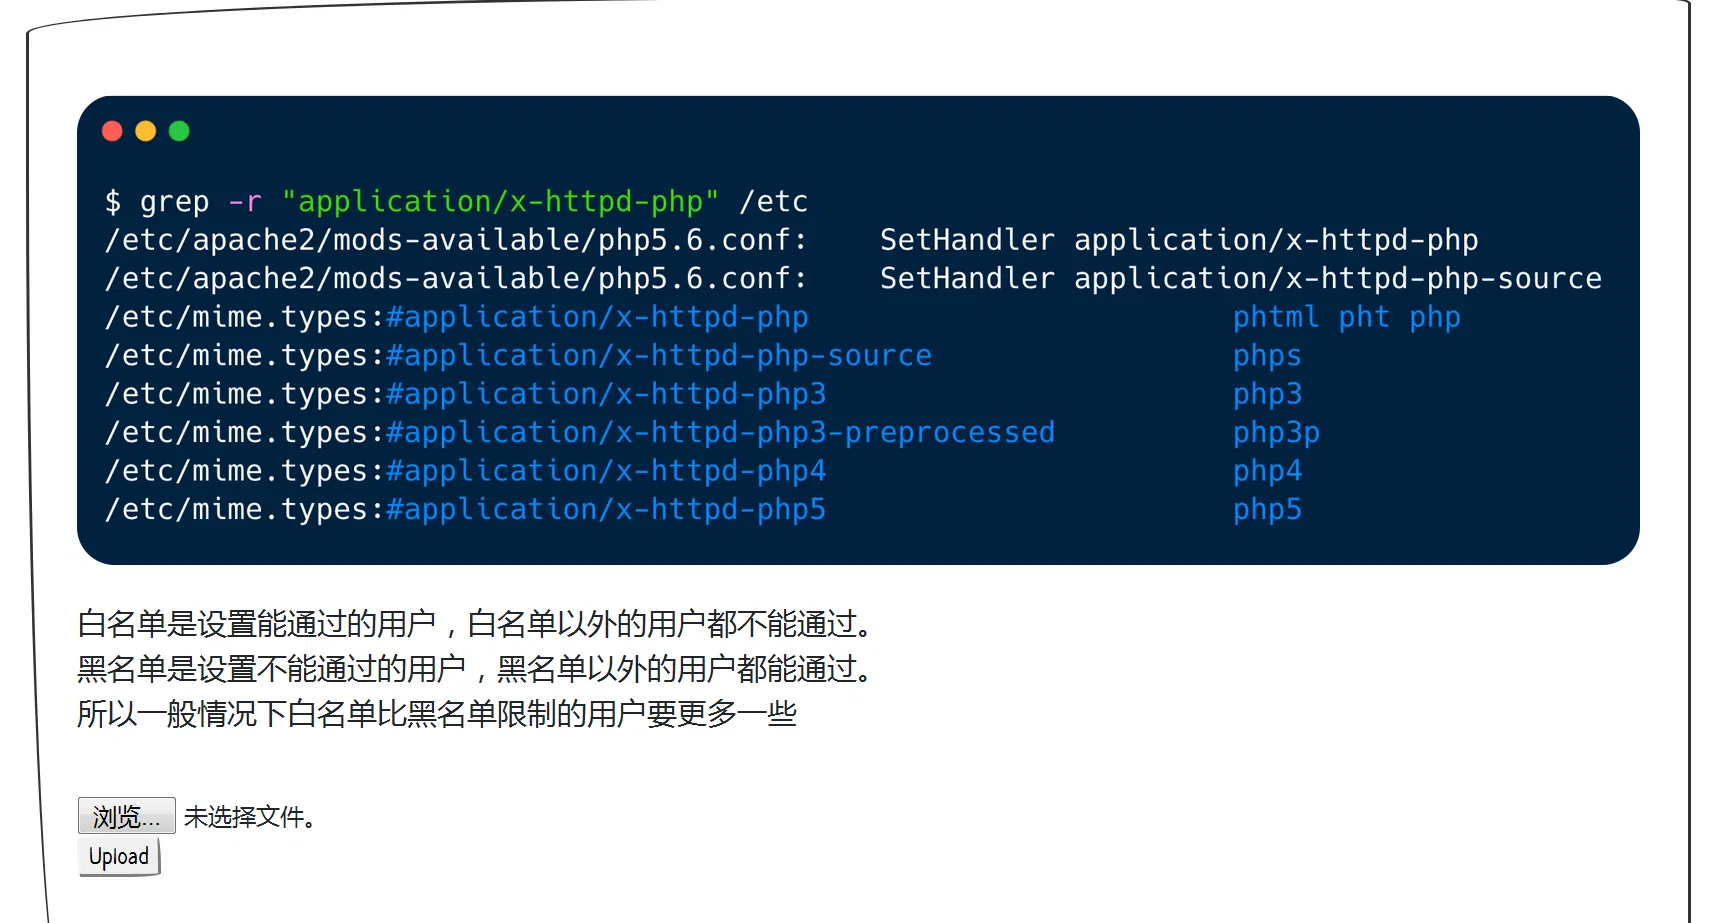 $ grep -r "application/x-httpd-php" /etc
/etc/apache2/mods-available/php5.6.conf:    SetHandler application/x-httpd-php
/etc/apache2/mods-available/php5.6.conf:    SetHandler application/x-httpd-php-source
/etc/mime.types:#application/x-httpd-php                        phtml pht php
/etc/mime.types:#application/x-httpd-php-source                 phps
/etc/mime.types:#application/x-httpd-php3                       php3
/etc/mime.types:#application/x-httpd-php3-preprocessed          php3p
/etc/mime.types:#application/x-httpd-php4                       php4
/etc/mime.types:#application/x-httpd-php5                       php5
白名单是设置能通过的用户，白名单以外的用户都不能通过。
黑名单是设置不能通过的用户，黑名单以外的用户都能通过。
所以一般情况下白名单比黑名单限制的用户要更多一些
浏览... 未选择文件。
Upload